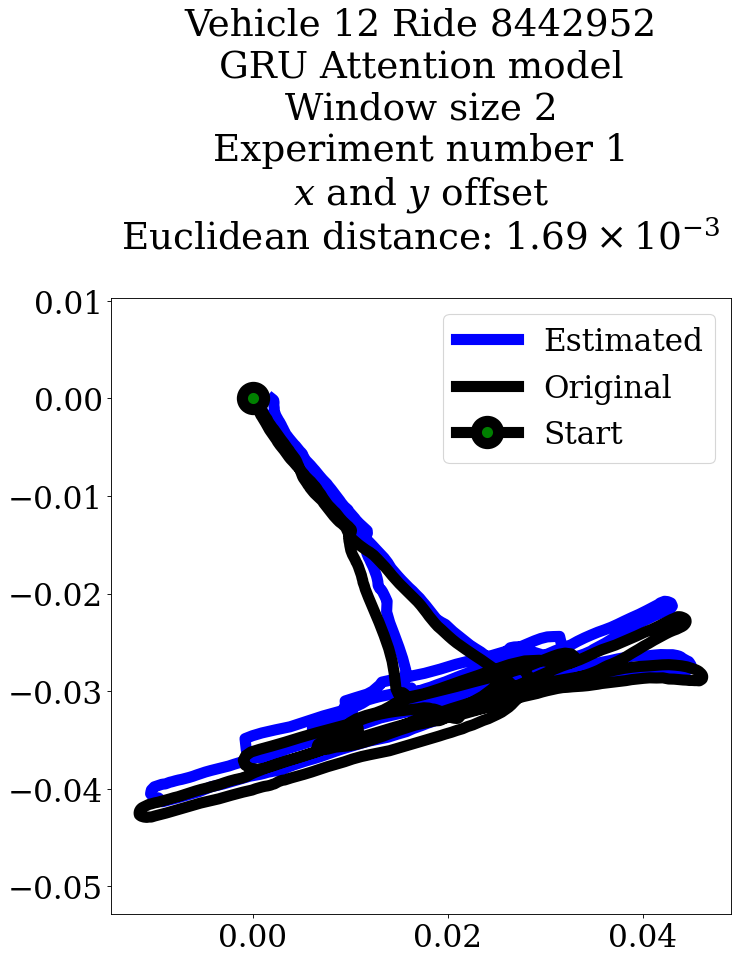 Vehicle 12 Ride 8442952
GRU Attention model
Window size 2
Experiment number 1
x and y offset
Euclidean distance: 1.69 × 10⁻³
Estimated
Original
Start
0.01
0.00
−0.01
−0.02
−0.03
−0.04
−0.05
0.00 0.02 0.04